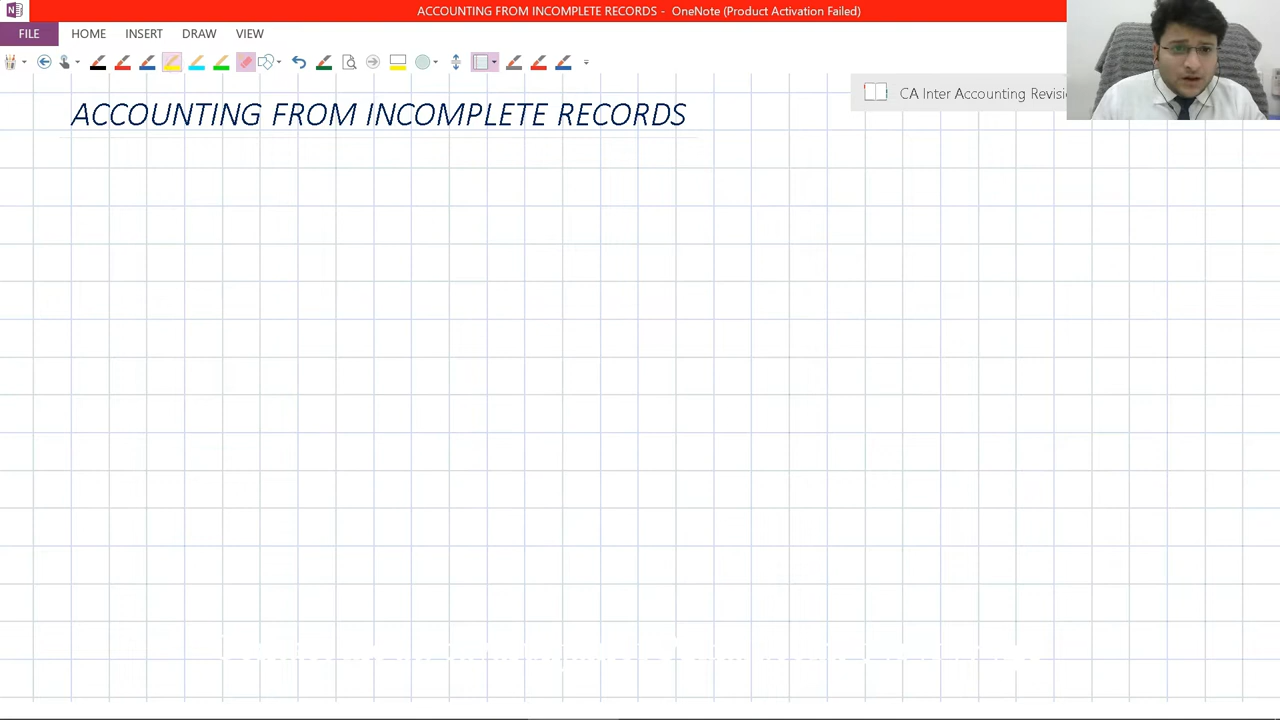 ACCOUNTING FROM INCOMPLETE RECORDS - OneNote (Product Activation Failed)
FILE HOME INSERT DRAW VIEW
CA Inter Accounting
ACCOUNTING FROM INCOMPLETE RECORDS